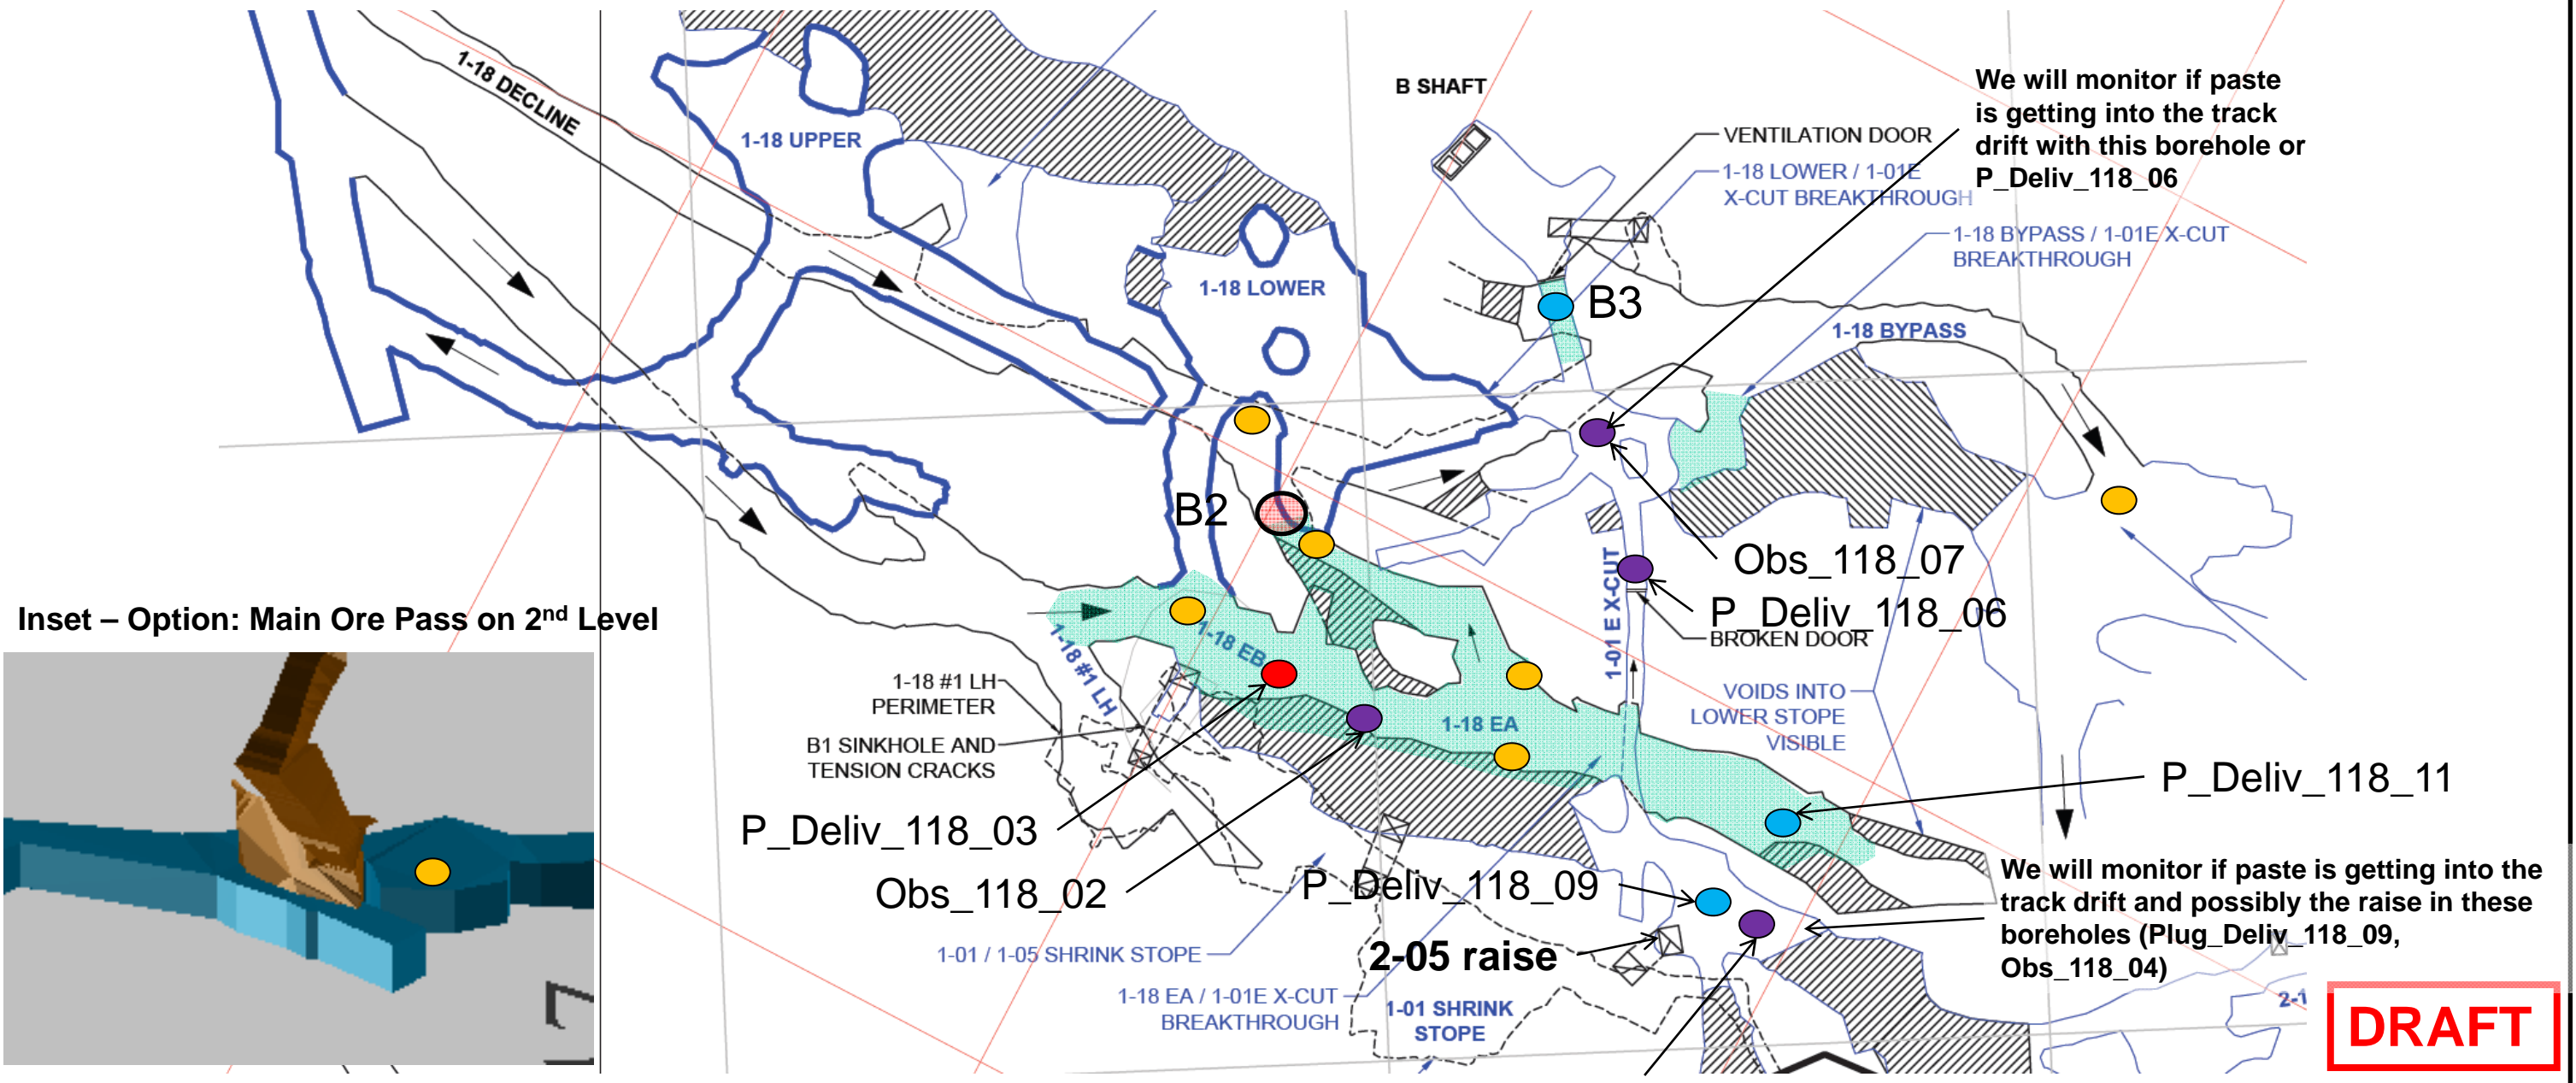 1-18 DECLINE
1-18 UPPER
B SHAFT
We will monitor if paste
is getting into the track
drift with this borehole or
P_Deliv_118_06
VENTILATION DOOR
1-18 LOWER / 1-01E
X-CUT BREAKTHROUGH
1-18 BYPASS / 1-01E X-CUT
BREAKTHROUGH
1-18 LOWER
B3
1-18 BYPASS
B2
Obs_118_07
P_Deliv_118_06
BROKEN DOOR
1-01 E X-CUT
Inset – Option: Main Ore Pass on 2nd Level
1-18 EB
1-18 #1 LH
1-18 #1 LH
PERIMETER
B1 SINKHOLE AND
TENSION CRACKS
1-18 EA
VOIDS INTO
LOWER STOPE
VISIBLE
P_Deliv_118_11
P_Deliv_118_03
Obs_118_02
P_Deliv_118_09
We will monitor if paste is getting into the
track drift and possibly the raise in these
boreholes (Plug_Deliv_118_09,
Obs_118_04)
1-01 / 1-05 SHRINK STOPE
2-05 raise
1-18 EA / 1-01E X-CUT
BREAKTHROUGH
1-01 SHRINK
STOPE
2-1
DRAFT